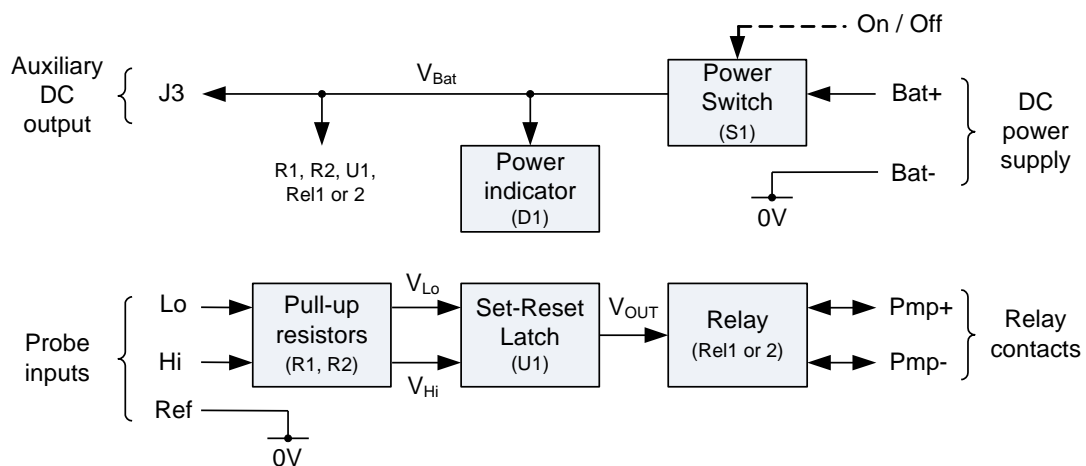 On / Off
Auxiliary
DC
output
J3
VBat
Power
Switch
(S1)
Bat+
Bat-
DC
power
supply
R1, R2, U1,
Rel1 or 2
Power
indicator
(D1)
0V
Probe
inputs
Lo
Hi
Ref
0V
Pull-up
resistors
(R1, R2)
VLo
VHi
Set-Reset
Latch
(U1)
VOUT
Relay
(Rel1 or 2)
Pmp+
Pmp-
Relay
contacts